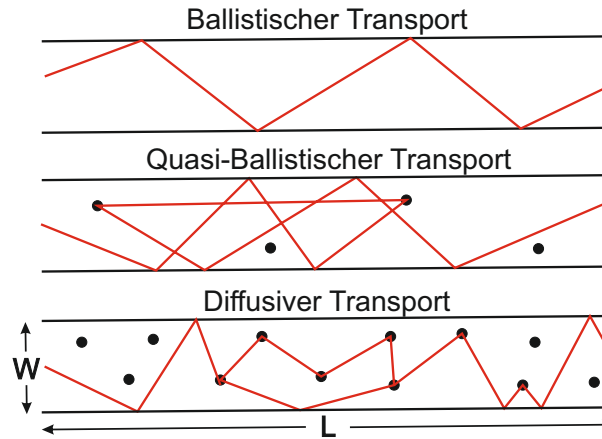 Ballistischer Transport
Quasi-Ballistischer Transport
Diffusiver Transport
W
L